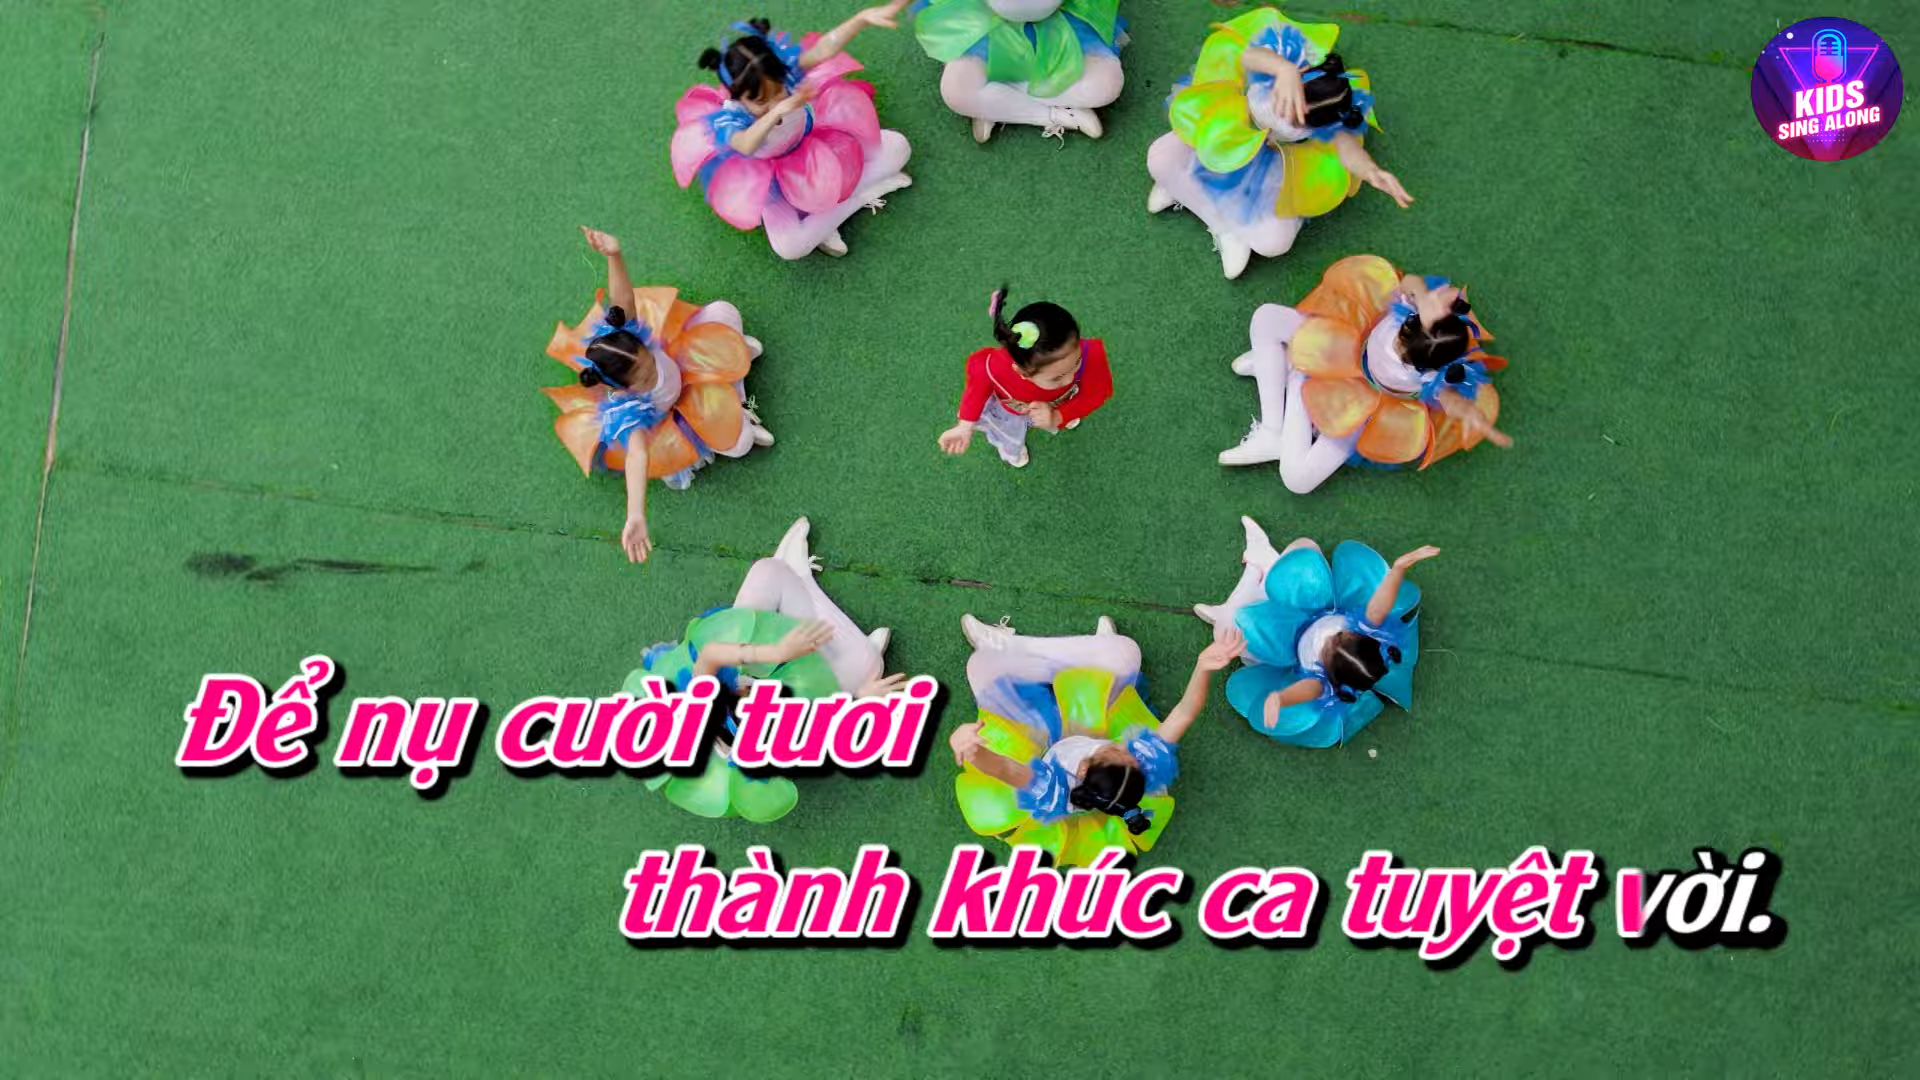 KIDS
SING ALONG
Để nụ cười tươi
thành khúc ca tuyệt vời.